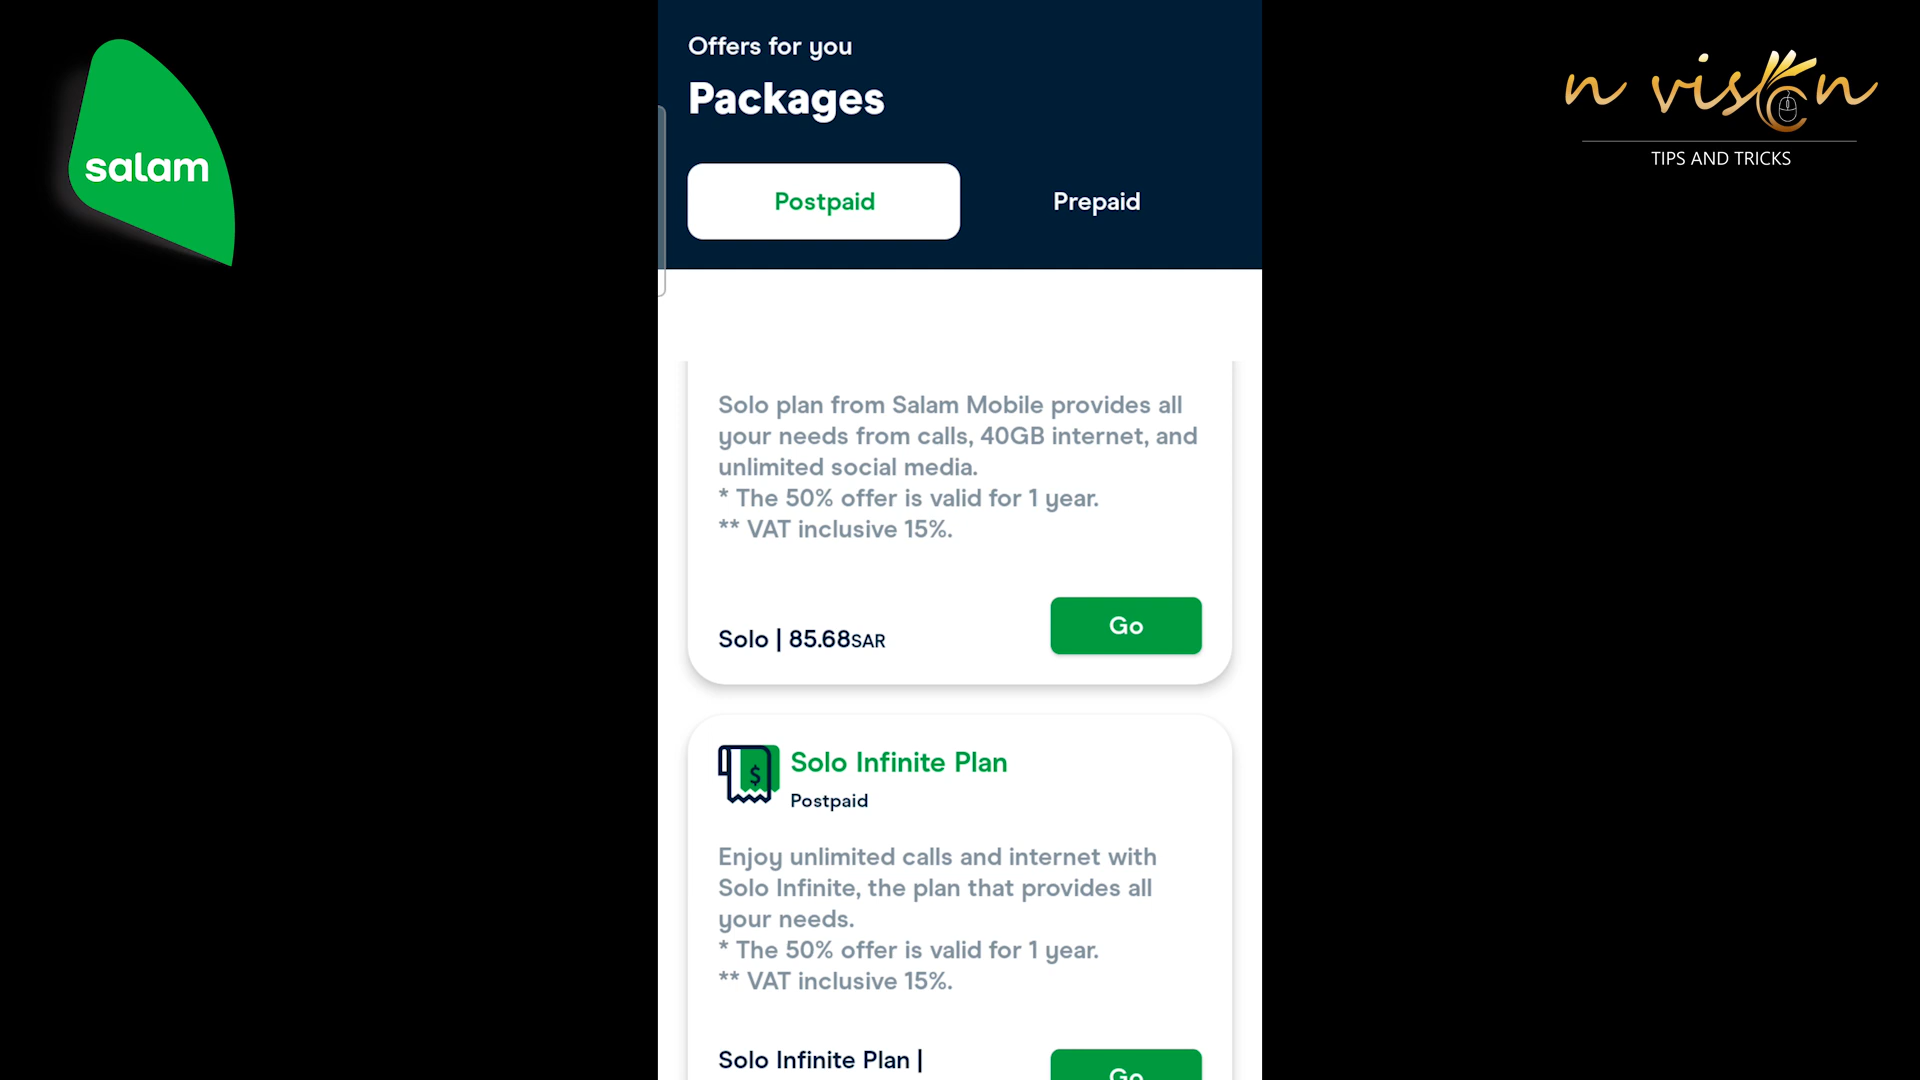 salam
n vision
TIPS AND TRICKS
Offers for you
Packages
Postpaid
Prepaid
Solo plan from Salam Mobile provides all
your needs from calls, 40GB internet, and
unlimited social media.
* The 50% offer is valid for 1 year.
** VAT inclusive 15%.
Solo | 85.68SAR
Go
$
Solo Infinite Plan
Postpaid
Enjoy unlimited calls and internet with
Solo Infinite, the plan that provides all
your needs.
* The 50% offer is valid for 1 year.
** VAT inclusive 15%.
Solo Infinite Plan |
Go